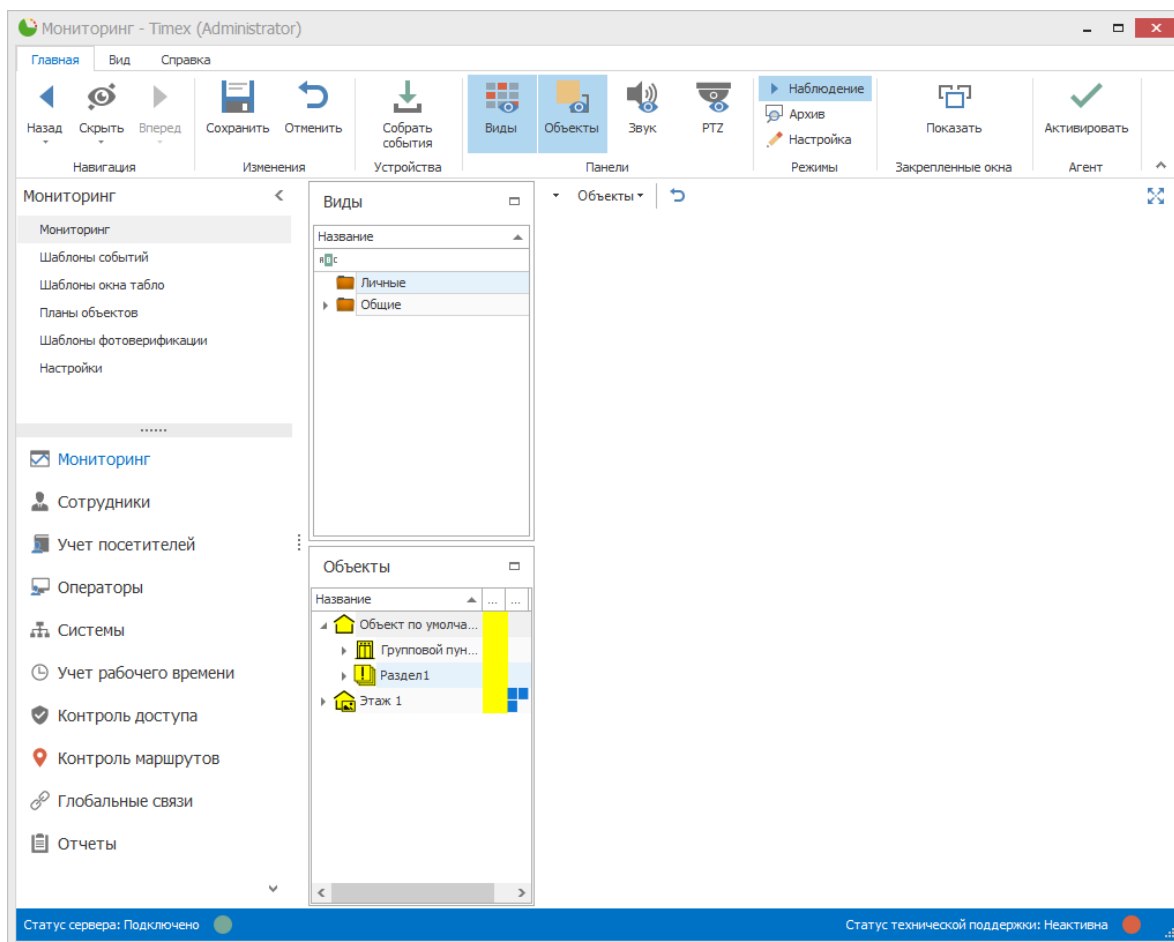 Мониторинг - Timex (Administrator)
Главная Вид Справка
Назад Скрыть Вперед Сохранить Отменить Собрать события Виды Объекты Звук PTZ Наблюдение Архив Настройка Показать Активировать
Навигация Изменения Устройства Панели Режимы Закрепленные окна Агент
Мониторинг
Мониторинг
Шаблоны событий
Шаблоны окна табло
Планы объектов
Шаблоны фотоверификации
Настройки
Мониторинг
Сотрудники
Учет посетителей
Операторы
Системы
Учет рабочего времени
Контроль доступа
Контроль маршрутов
Глобальные связи
Отчеты
Виды
Название
Личные
Общие
Объекты
Название ... ...
Объект по умолча...
Групповой пун...
Раздел1
Этаж 1
Объекты
Статус сервера: Подключено
Статус технической поддержки: Неактивна